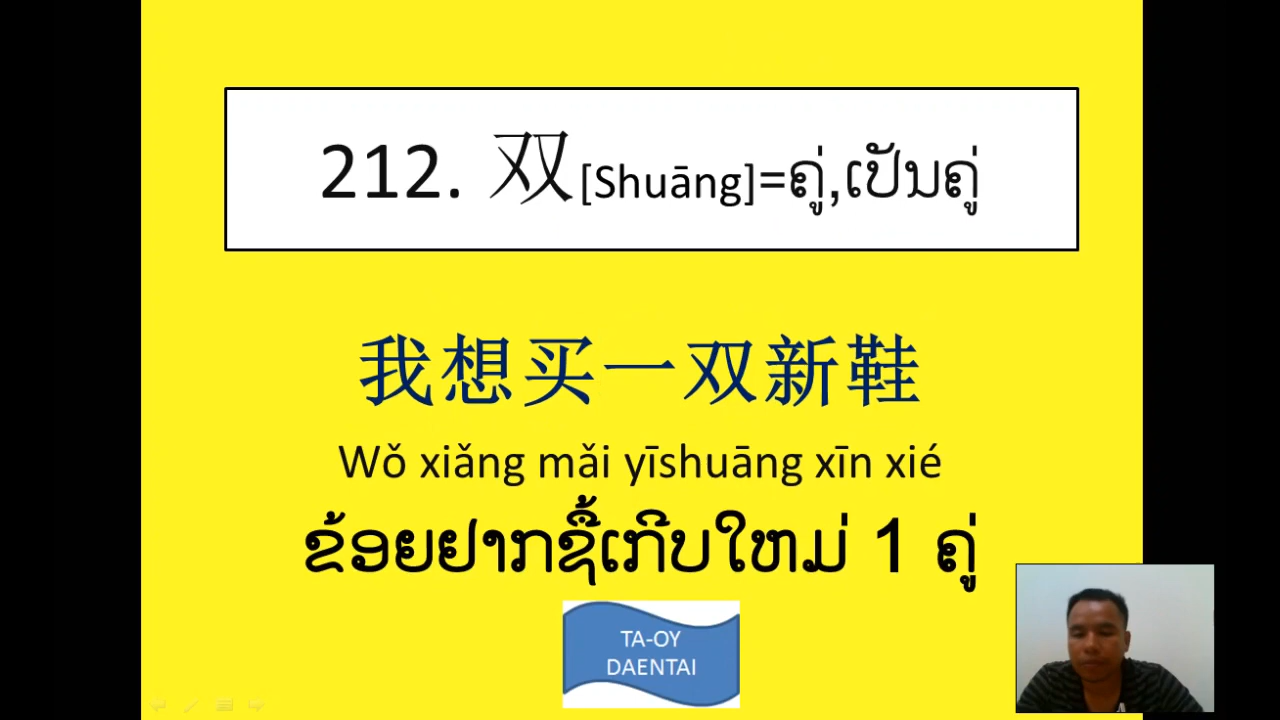 212. 双[Shuāng]=ຄູ່,ເປັນຄູ່
我想买一双新鞋
Wǒ xiǎng mǎi yīshuāng xīn xié
ຂ້ອຍຢາກຊື້ເກີບໃຫມ່ 1 ຄູ່
TA-OY
DAENTAI